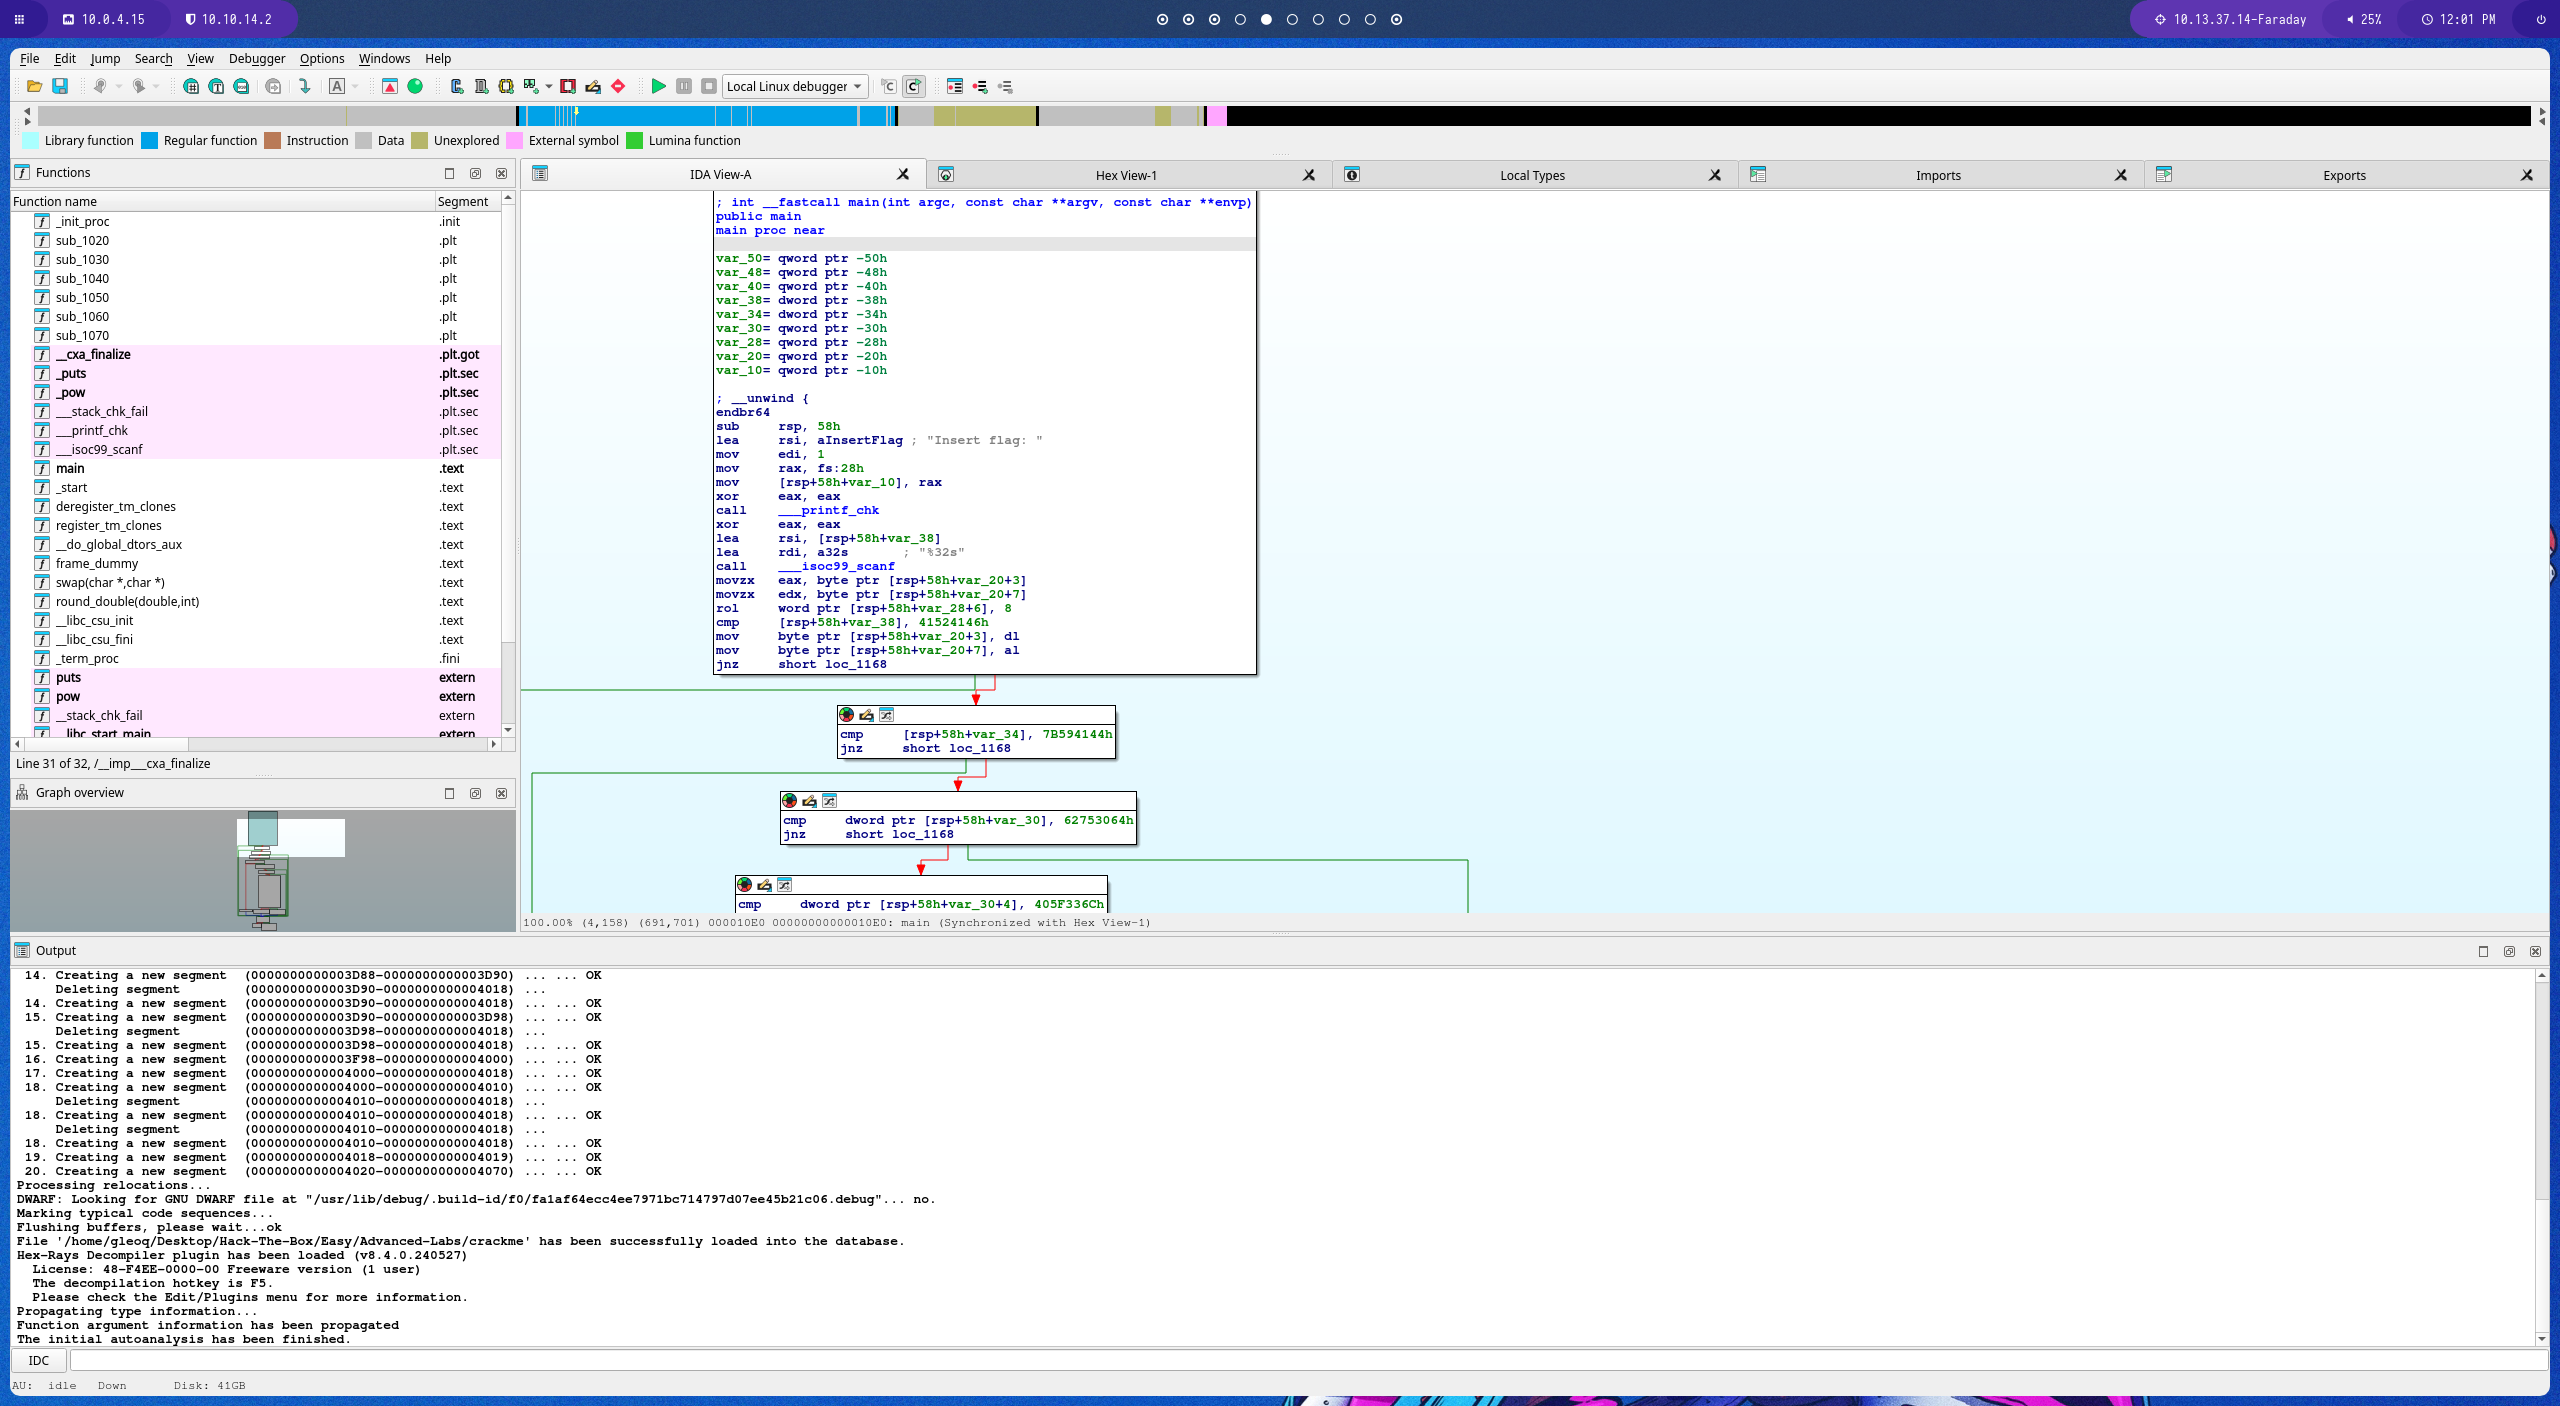 10.0.4.15
10.10.14.2
10.13.37.14-Faraday
25%
12:01 PM
File Edit Jump Search View Debugger Options Windows Help
Local Linux debugger
Library function Regular function Instruction Data Unexplored External symbol Lumina function
Functions
Function name Segment
_init_proc .init
sub_1020 .plt
sub_1030 .plt
sub_1040 .plt
sub_1050 .plt
sub_1060 .plt
sub_1070 .plt
__cxa_finalize .plt.got
_puts .plt.sec
_pow .plt.sec
___stack_chk_fail .plt.sec
___printf_chk .plt.sec
___isoc99_scanf .plt.sec
main .text
_start .text
deregister_tm_clones .text
register_tm_clones .text
__do_global_dtors_aux .text
frame_dummy .text
swap(char *,char *) .text
round_double(double,int) .text
__libc_csu_init .text
__libc_csu_fini .text
_term_proc .fini
puts extern
pow extern
__stack_chk_fail extern
__libc_start_main extern
Line 31 of 32, /__imp___cxa_finalize
Graph overview
IDA View-A Hex View-1 Local Types Imports Exports
; int __fastcall main(int argc, const char **argv, const char **envp)
public main
main proc near
var_50= qword ptr -50h
var_48= qword ptr -48h
var_40= qword ptr -40h
var_38= dword ptr -38h
var_34= dword ptr -34h
var_30= qword ptr -30h
var_28= qword ptr -28h
var_20= qword ptr -20h
var_10= qword ptr -10h
; __unwind {
endbr64
sub rsp, 58h
lea rsi, aInsertFlag ; "Insert flag: "
mov edi, 1
mov rax, fs:28h
mov [rsp+58h+var_10], rax
xor eax, eax
call ___printf_chk
xor eax, eax
lea rsi, [rsp+58h+var_38]
lea rdi, a32s ; "%32s"
call ___isoc99_scanf
movzx eax, byte ptr [rsp+58h+var_20+3]
movzx edx, byte ptr [rsp+58h+var_20+7]
rol word ptr [rsp+58h+var_28+6], 8
cmp [rsp+58h+var_38], 41524146h
mov byte ptr [rsp+58h+var_20+3], dl
mov byte ptr [rsp+58h+var_20+7], al
jnz short loc_1168
cmp [rsp+58h+var_34], 7B594144h
jnz short loc_1168
cmp dword ptr [rsp+58h+var_30], 62753064h
jnz short loc_1168
cmp dword ptr [rsp+58h+var_30+4], 405F336Ch
100.00% (4,158) (691,701) 000010E0 00000000000010E0: main (Synchronized with Hex View-1)
Output
14. Creating a new segment (0000000000003D88-0000000000003D90) ... ... OK
Deleting segment (0000000000003D90-0000000000004018) ...
14. Creating a new segment (0000000000003D90-0000000000004018) ... ... OK
15. Creating a new segment (0000000000003D90-0000000000003D98) ... ... OK
Deleting segment (0000000000003D98-0000000000004018) ...
15. Creating a new segment (0000000000003D98-0000000000004018) ... ... OK
16. Creating a new segment (0000000000003F98-0000000000004000) ... ... OK
17. Creating a new segment (0000000000004000-0000000000004018) ... ... OK
18. Creating a new segment (0000000000004000-0000000000004010) ... ... OK
Deleting segment (0000000000004010-0000000000004018) ...
18. Creating a new segment (0000000000004010-0000000000004018) ... ... OK
Deleting segment (0000000000004010-0000000000004018) ...
18. Creating a new segment (0000000000004010-0000000000004018) ... ... OK
19. Creating a new segment (0000000000004018-0000000000004019) ... ... OK
20. Creating a new segment (0000000000004020-0000000000004070) ... ... OK
Processing relocations...
DWARF: Looking for GNU DWARF file at "/usr/lib/debug/.build-id/f0/fa1af64ecc4ee7971bc714797d07ee45b21c06.debug"... no.
Marking typical code sequences...
Flushing buffers, please wait...ok
File '/home/gleoq/Desktop/Hack-The-Box/Easy/Advanced-Labs/crackme' has been successfully loaded into the database.
Hex-Rays Decompiler plugin has been loaded (v8.4.0.240527)
License: 48-F4EE-0000-00 Freeware version (1 user)
The decompilation hotkey is F5.
Please check the Edit/Plugins menu for more information.
Propagating type information...
Function argument information has been propagated
The initial autoanalysis has been finished.
IDC
AU: idle Down Disk: 41GB